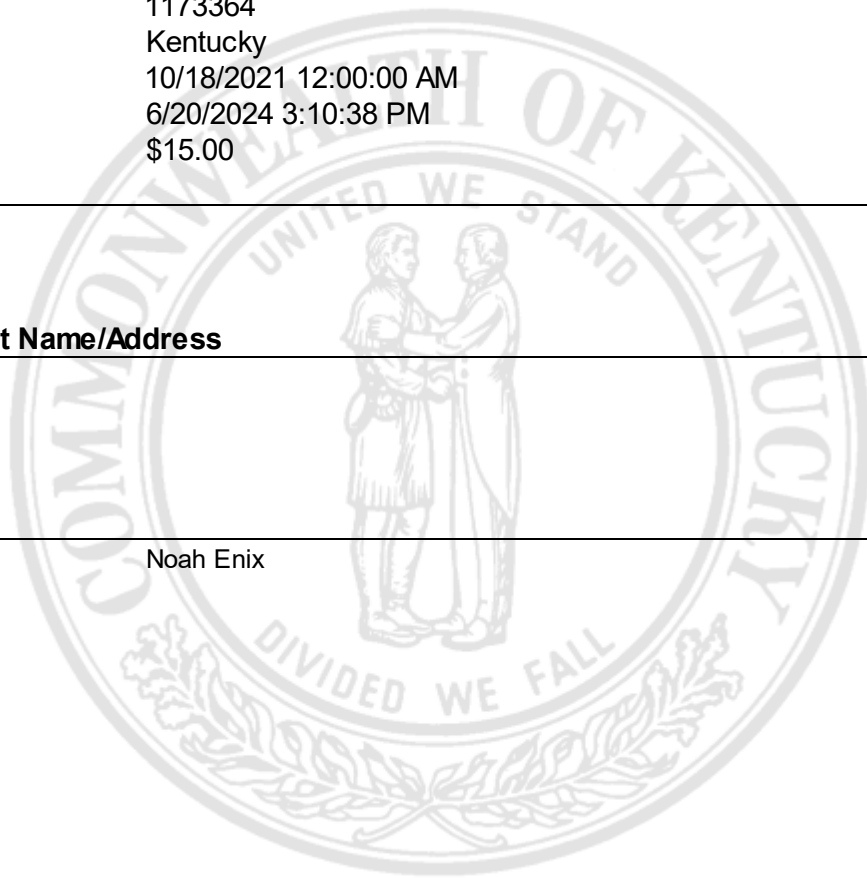 1173364
Kentucky
10/18/2021 12:00:00 AM
6/20/2024 3:10:38 PM
$15.00
COMMONWEALTH OF KENTUCKY
UNITED WE STAND
t Name/Address
Noah Enix
DIVIDED WE FALL